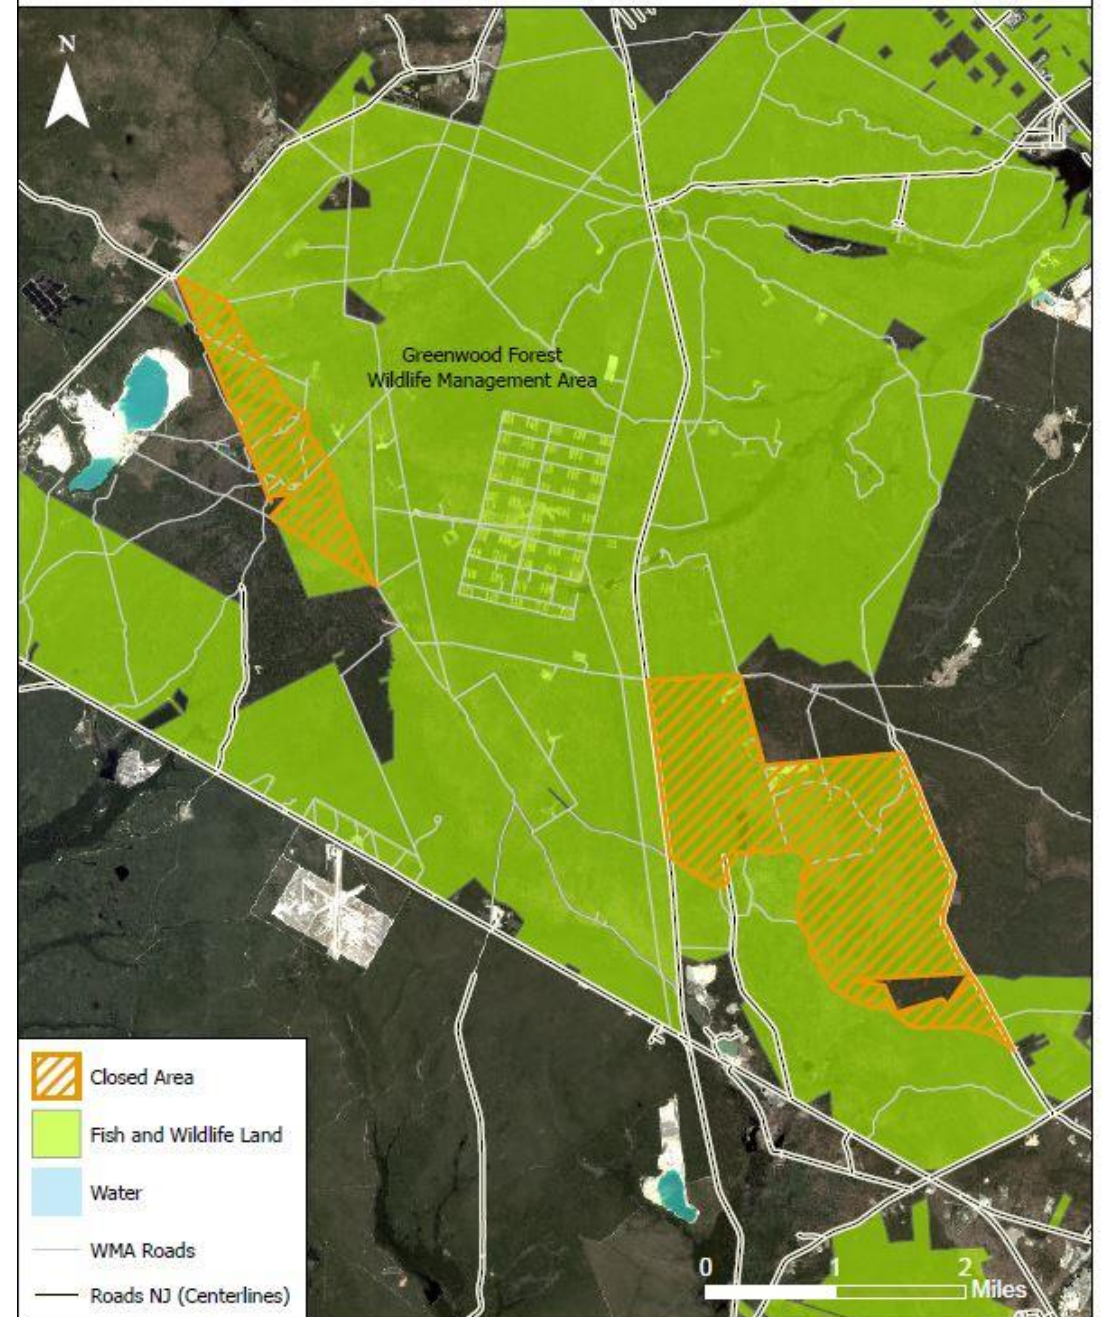 N
Greenwood Forest
Wildlife Management Area
Closed Area
Fish and Wildlife Land
Water
WMA Roads
Roads NJ (Centerlines)
0 1 2
Miles